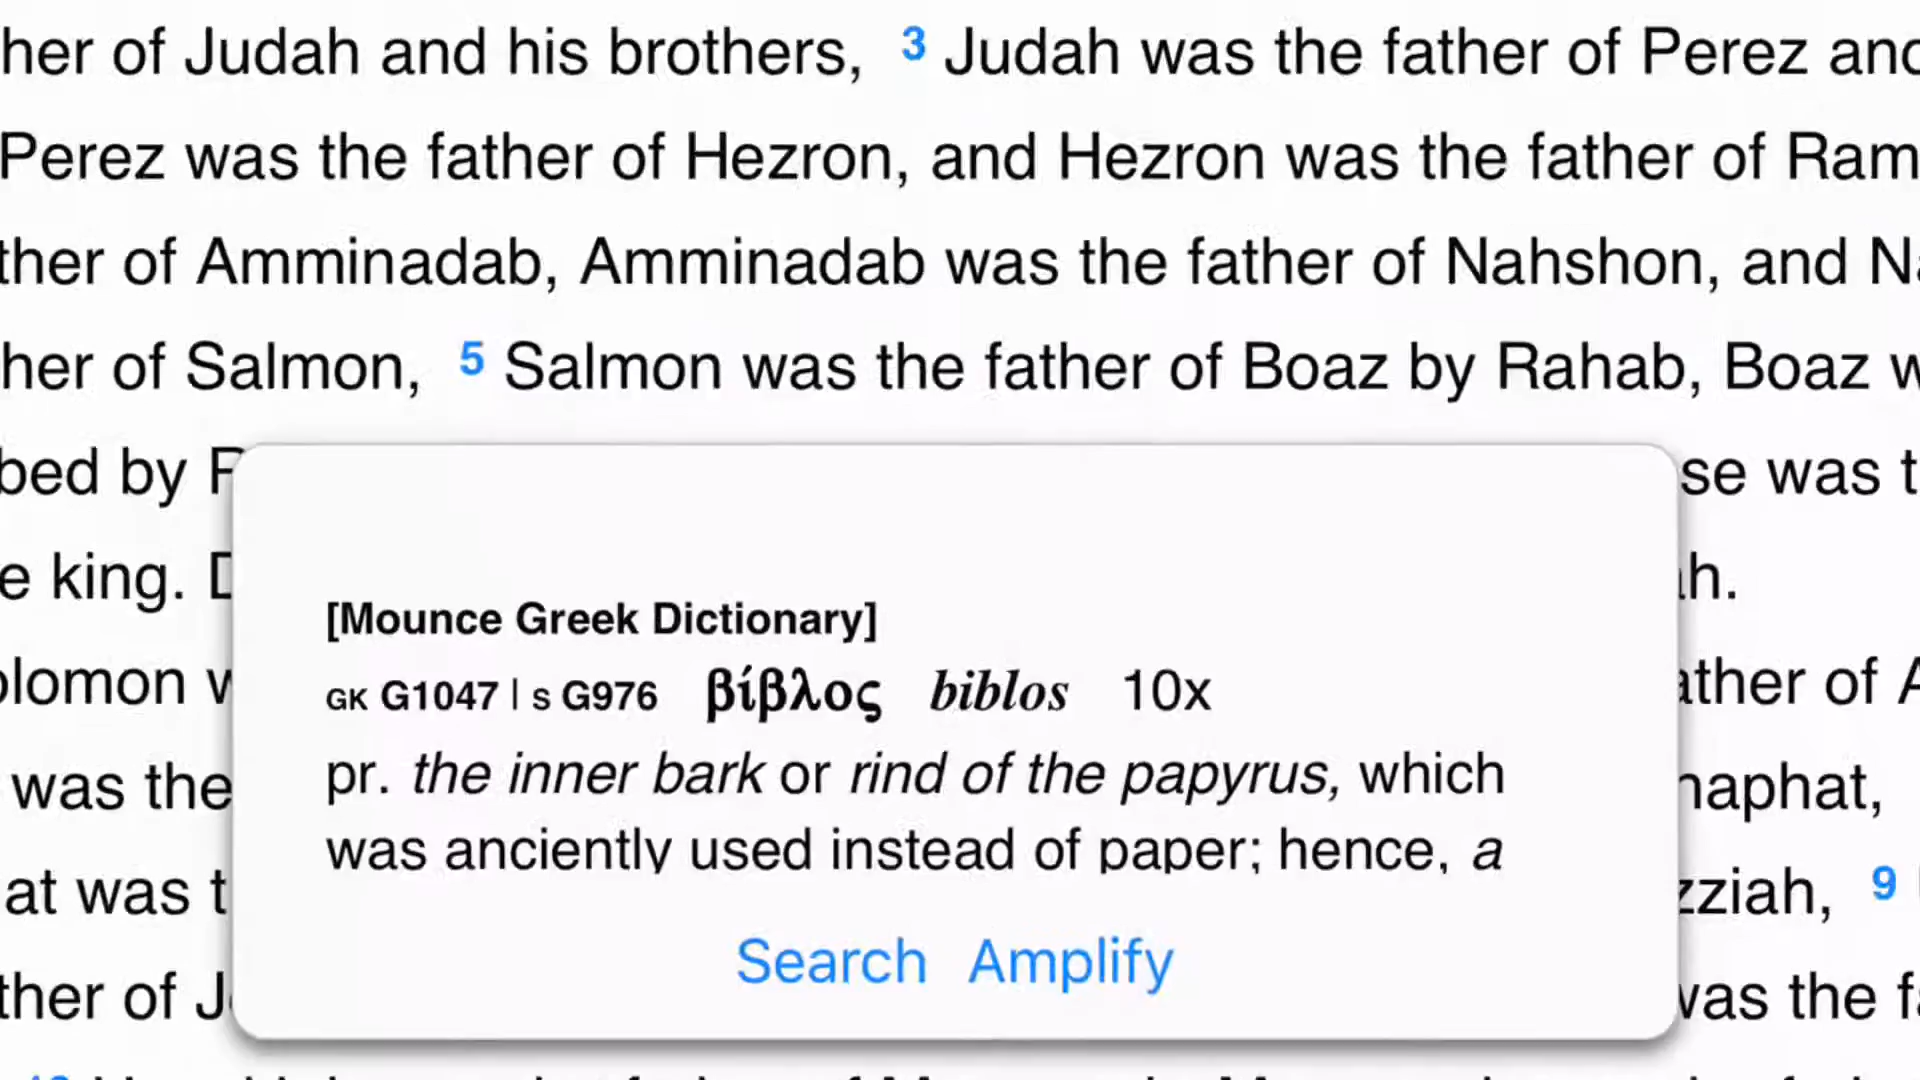 her of Judah and his brothers, 3 Judah was the father of Perez and
Perez was the father of Hezron, and Hezron was the father of Ram
ther of Amminadab, Amminadab was the father of Nahshon, and
her of Salmon, 5 Salmon was the father of Boaz by Rahab, Boaz
bed by se was
e king. h.
olomon ather of
was the haphat,
at was zziah, 9
ther of was the
[Mounce Greek Dictionary]
GK G1047 | S G976 βίβλος biblos 10x
pr. the inner bark or rind of the papyrus, which
was anciently used instead of paper; hence, a
Search Amplify